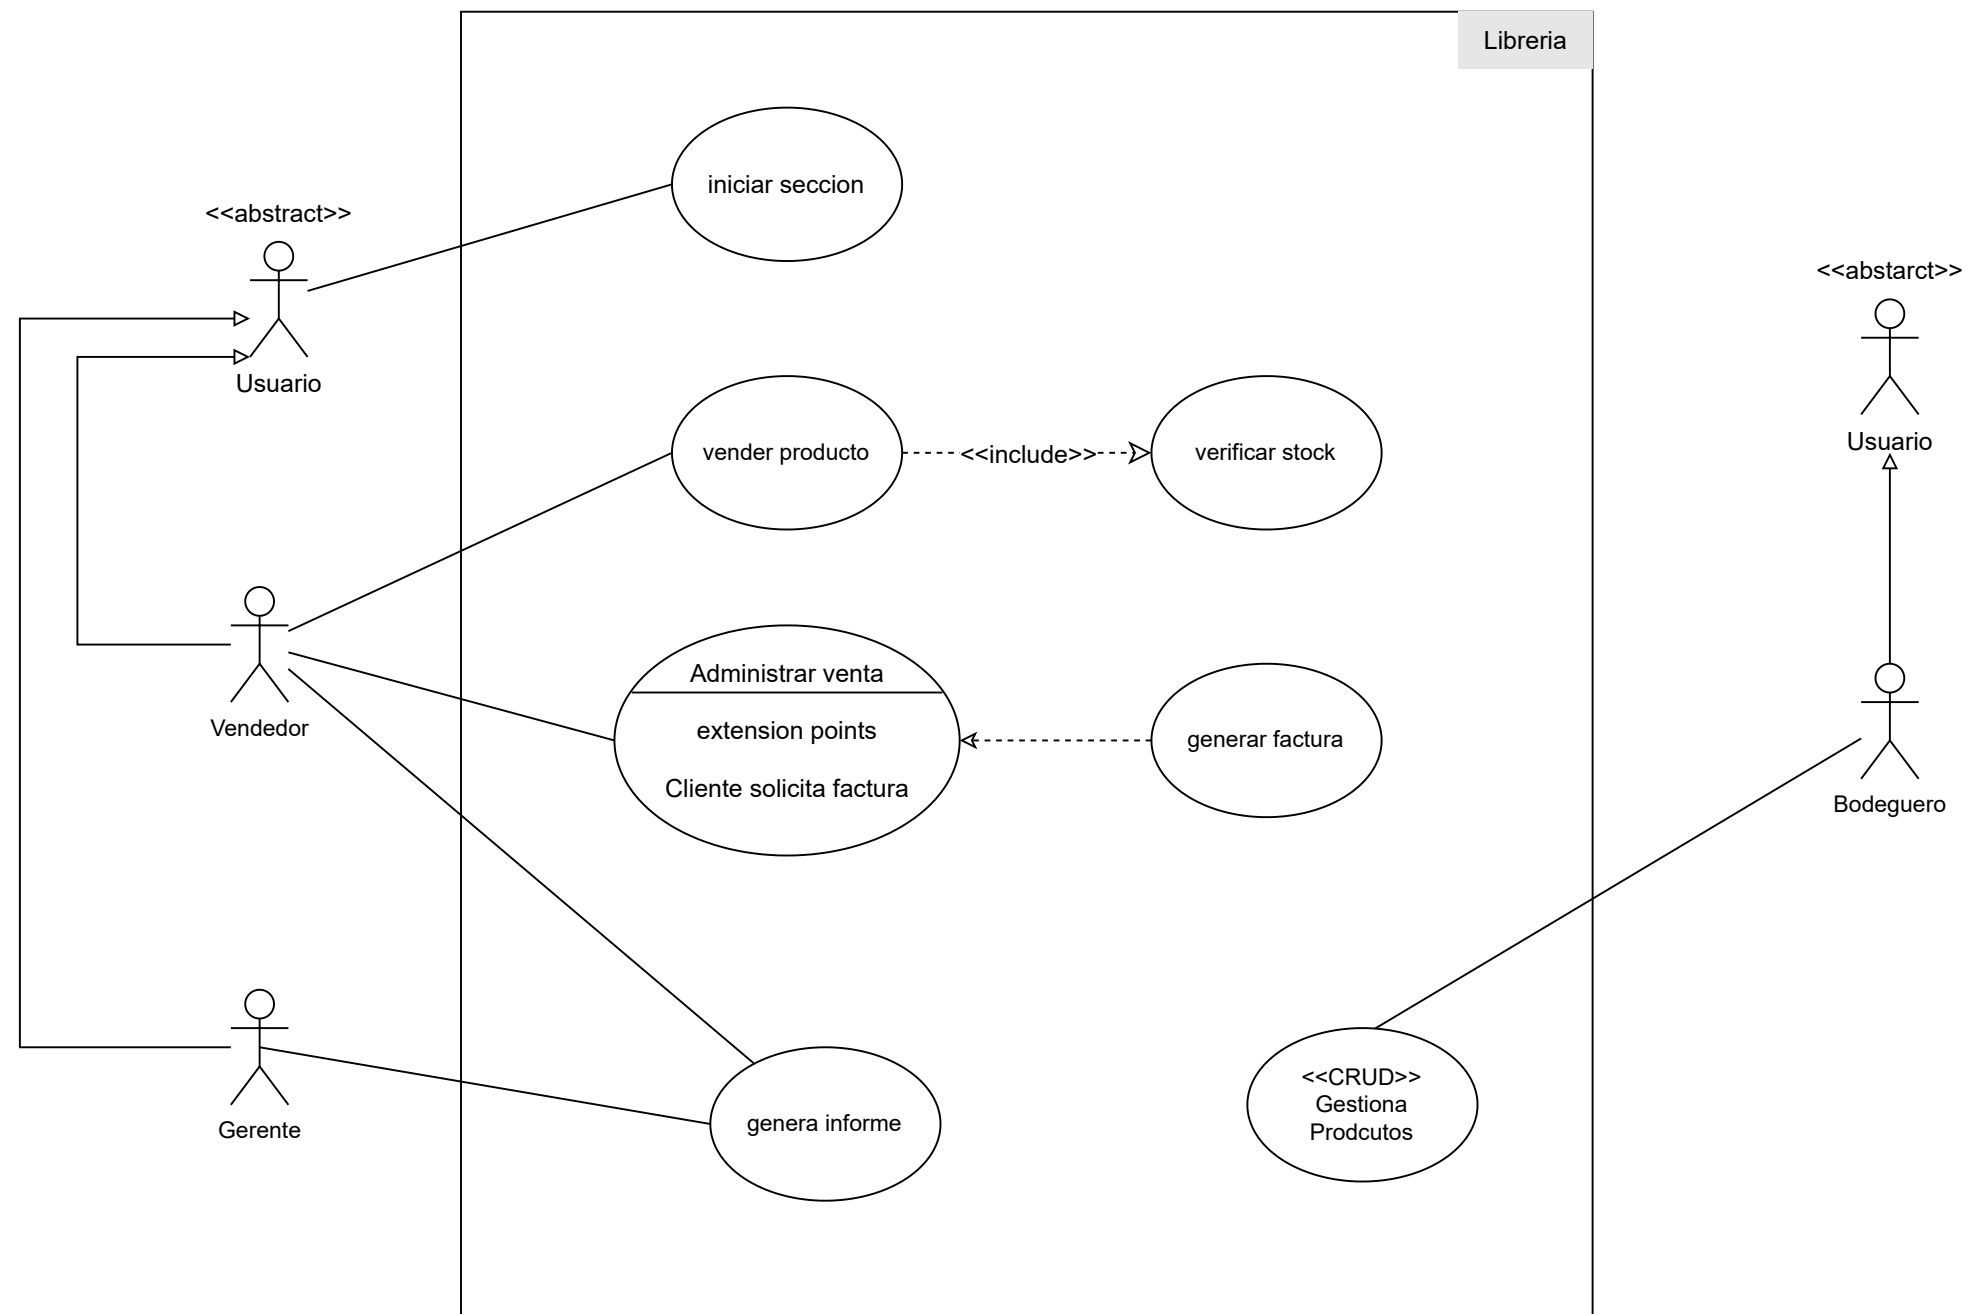 Libreria
iniciar seccion
<<abstract>>
Usuario
<<abstarct>>
Usuario
vender producto
<<include>>
verificar stock
Vendedor
Administrar venta
extension points
Cliente solicita factura
generar factura
Bodeguero
Gerente
genera informe
<<CRUD>>
Gestiona
Prodcutos